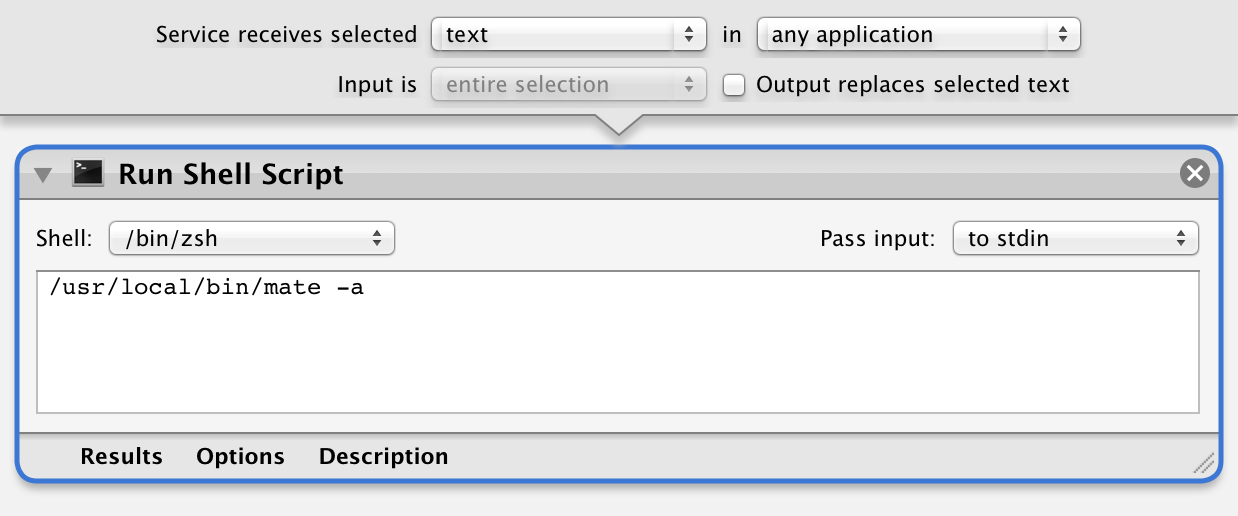 Service receives selected text in any application
Input is entire selection Output replaces selected text
Run Shell Script
Shell: /bin/zsh Pass input: to stdin
/usr/local/bin/mate -a
Results Options Description